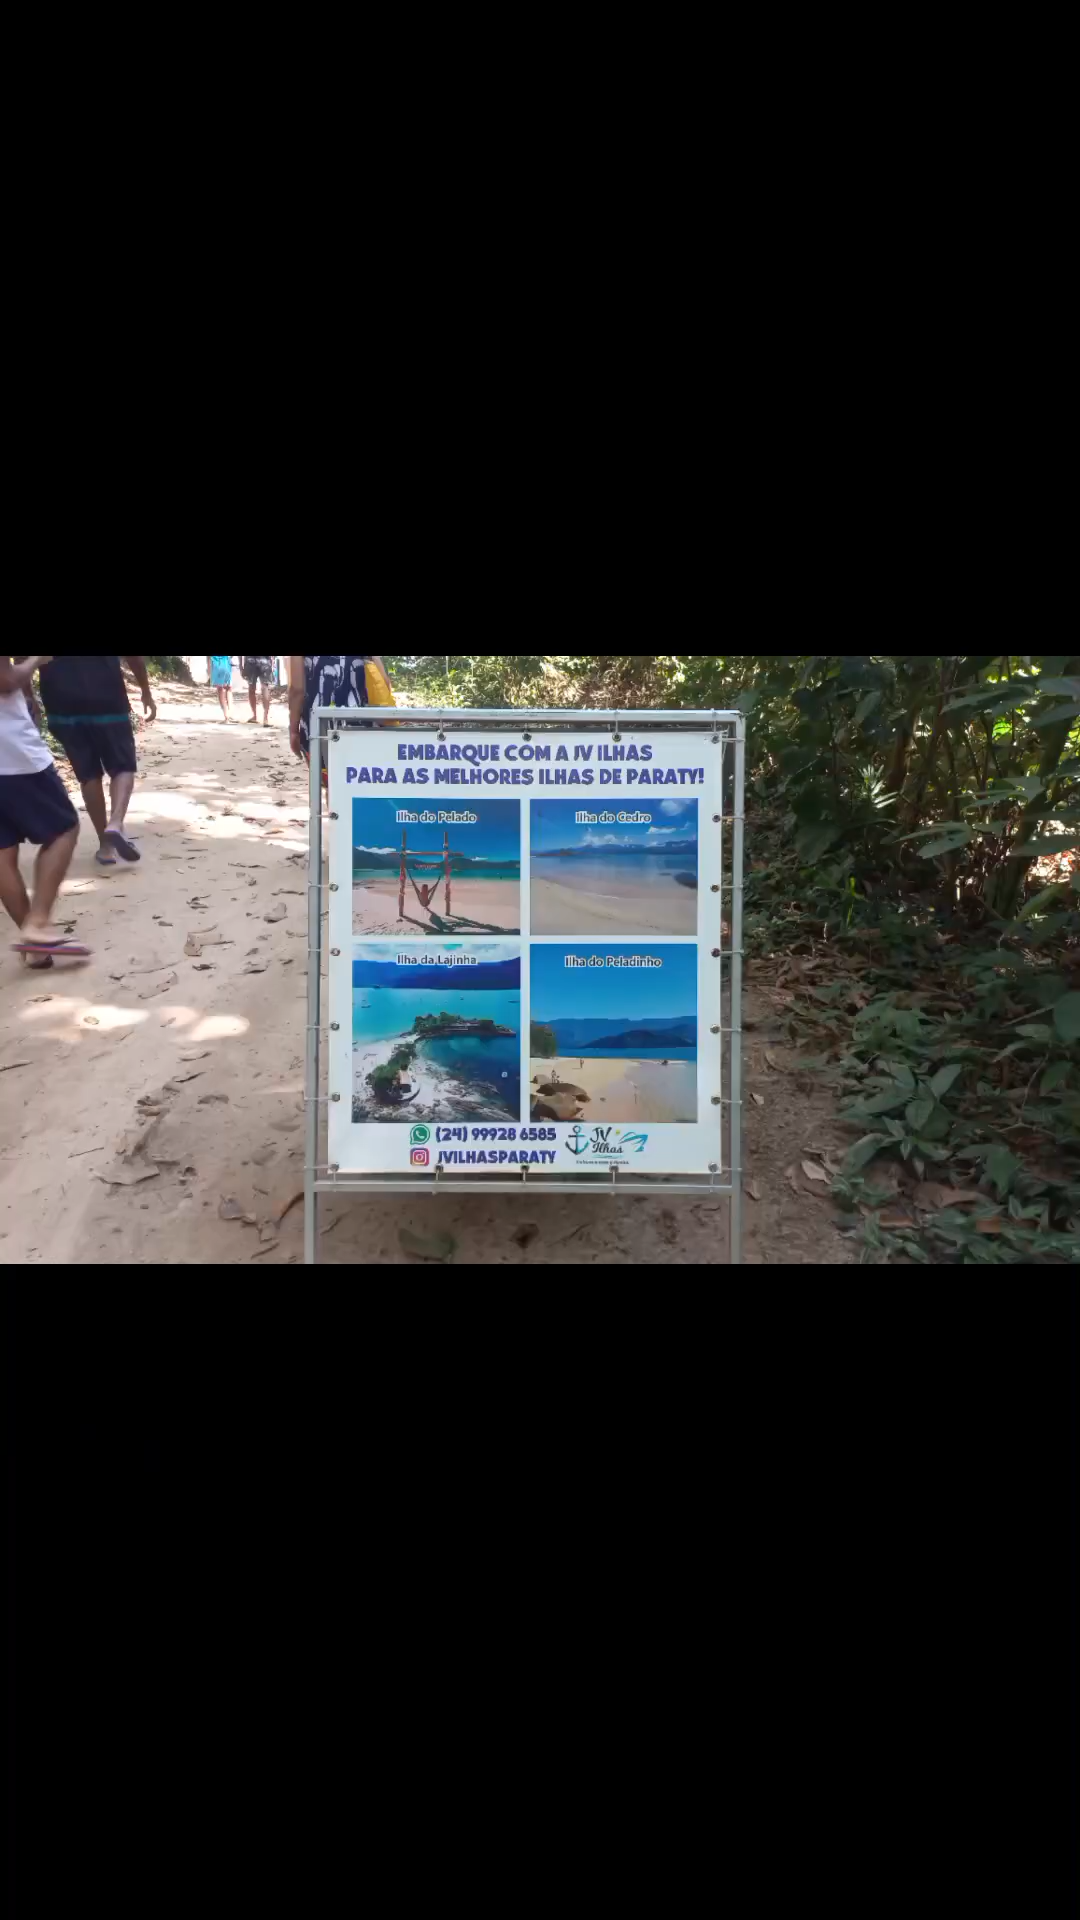 EMBARQUE COM A JV ILHAS
PARA AS MELHORES ILHAS DE PARATY!
Ilha do Pelado
Ilha do Cedro
Ilha da Lajinha
Ilha do Peladinho
(24) 99928 6585
JVILHASPARATY
JV
Ilhas